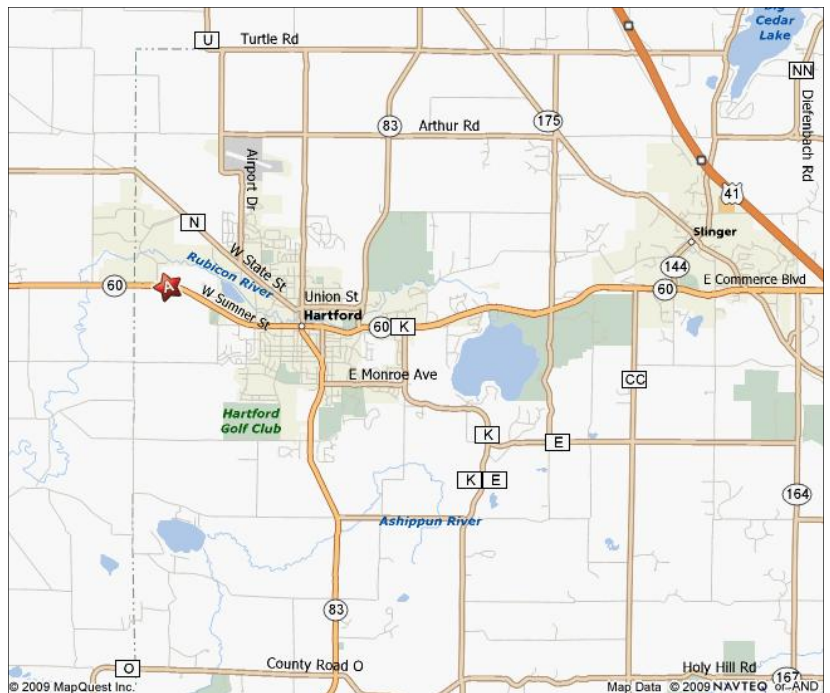 Big
Cedar
Lake
U
Turtle Rd
NN
83
Arthur Rd
175
Diefenbach Rd
Airport Dr
41
N
W State St
Slinger
Rubicon River
144
E Commerce Blvd
60
A
W Sumner St
Union St
60
Hartford
60
K
E Monroe Ave
CC
Hartford
Golf Club
K
E
K
E
164
Ashippun River
83
O
County Road O
Holy Hill Rd
167
© 2009 MapQuest Inc.
Map Data © 2009 NAVTEQ or AND